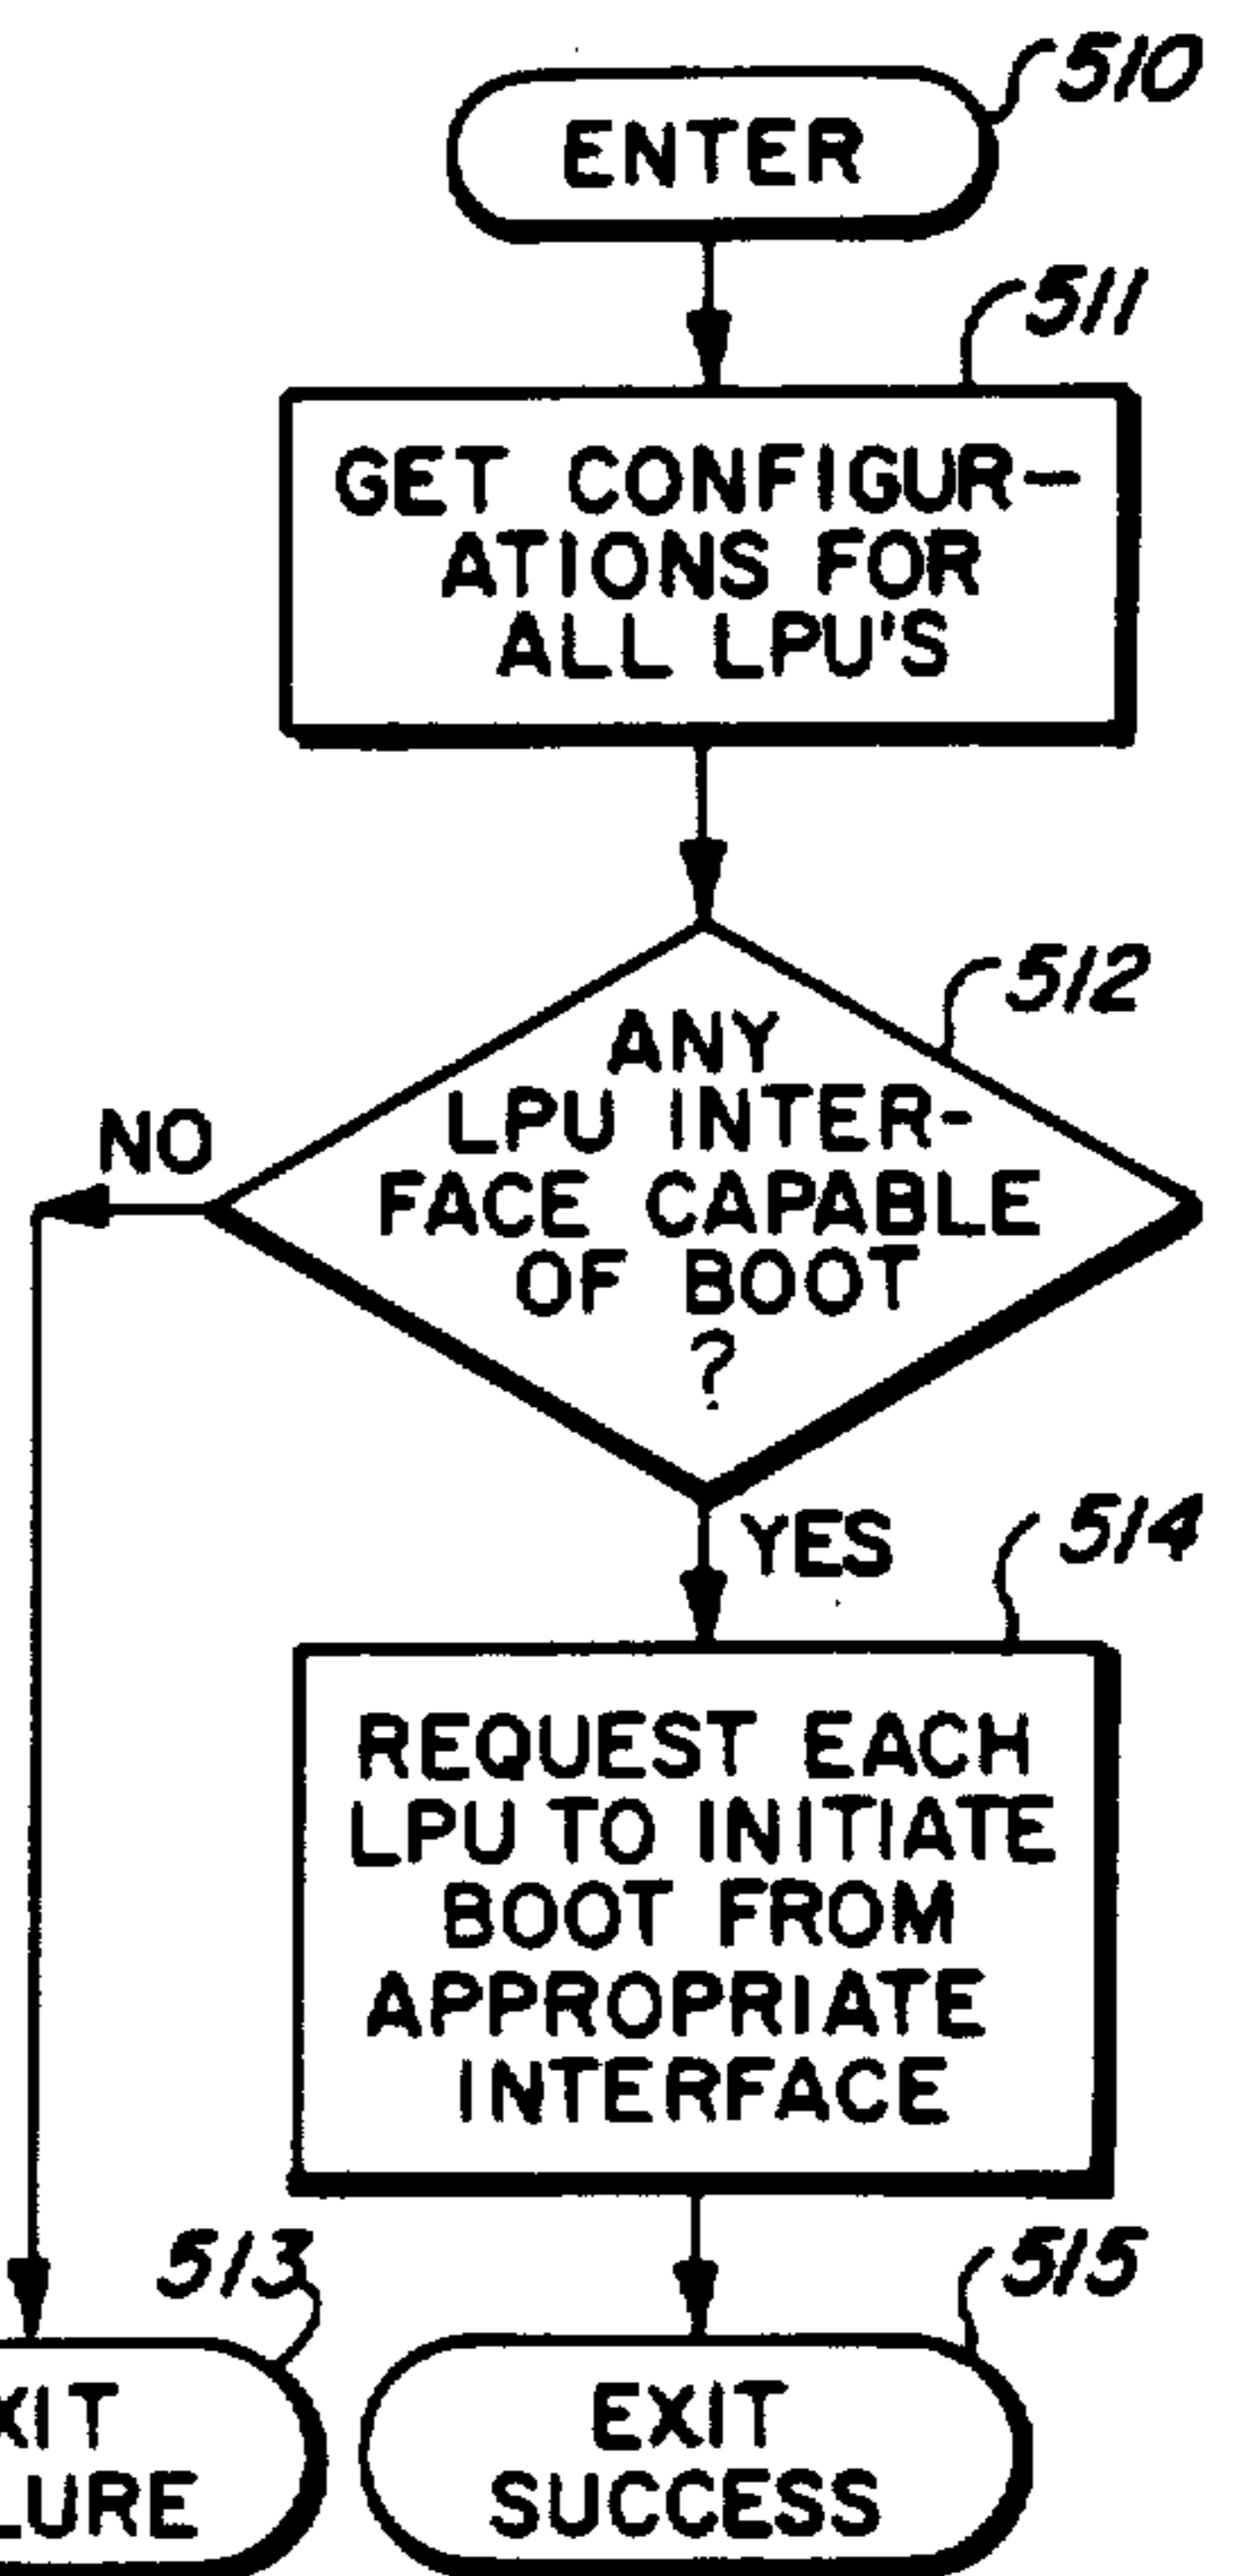 510
ENTER
511
GET CONFIGUR-
ATIONS FOR
ALL LPU'S
512
ANY
LPU INTER-
FACE CAPABLE
OF BOOT
?
NO
YES
514
REQUEST EACH
LPU TO INITIATE
BOOT FROM
APPROPRIATE
INTERFACE
513
515
EXIT
SUCCESS